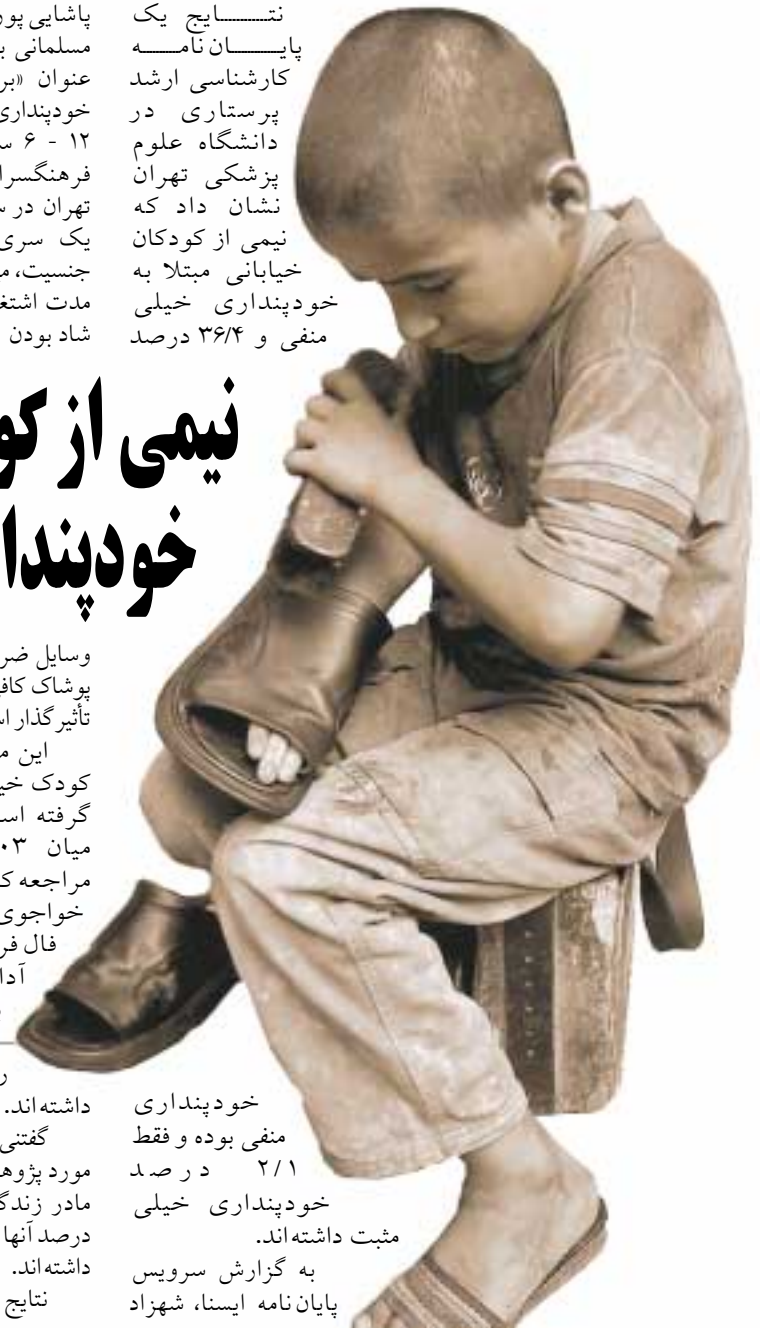 نیمی از کو
خودپندا
نتـــــایج یک
پایـــــان‌نامـــه
کارشناسی ارشد
پرستاری در
دانشگاه علوم
پزشکی تهران
نشان داد که
نیمی از کودکان
خیابانی مبتلا به
خودپنداری خیلی
منفی و ۳۶/۴ درصد
خودپنداری
منفی بوده و فقط
۲/۱ درصد
خودپنداری خیلی
مثبت داشته‌اند.
به گزارش سرویس
پایان‌نامه ایسنا، شهزاد
پاشایی پور
مسلمانی ب
عنوان «بر
خودپنداری
۱۲ - ۶ س
فرهنگسرا
تهران در س
یک سری
جنسیت، م
مدت اشتغ
شاد بودن
وسایل ضر
پوشاک کاف
تأثیرگذار اس
این م
کودک خی
گرفته اس
میان ۰۳
مراجعه ک
خواجوی
فال فر
آدا
ر
داشته‌اند.
گفتنی
مورد پژوه
مادر زندگ
درصد آنها
داشته‌اند.
نتایج